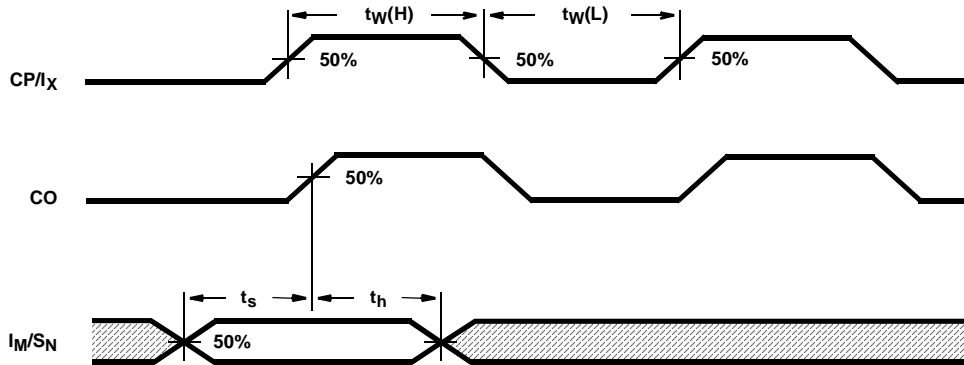 tW(H) tW(L)
50% 50% 50%
CP/IX
50%
CO
ts th
50%
IM/SN